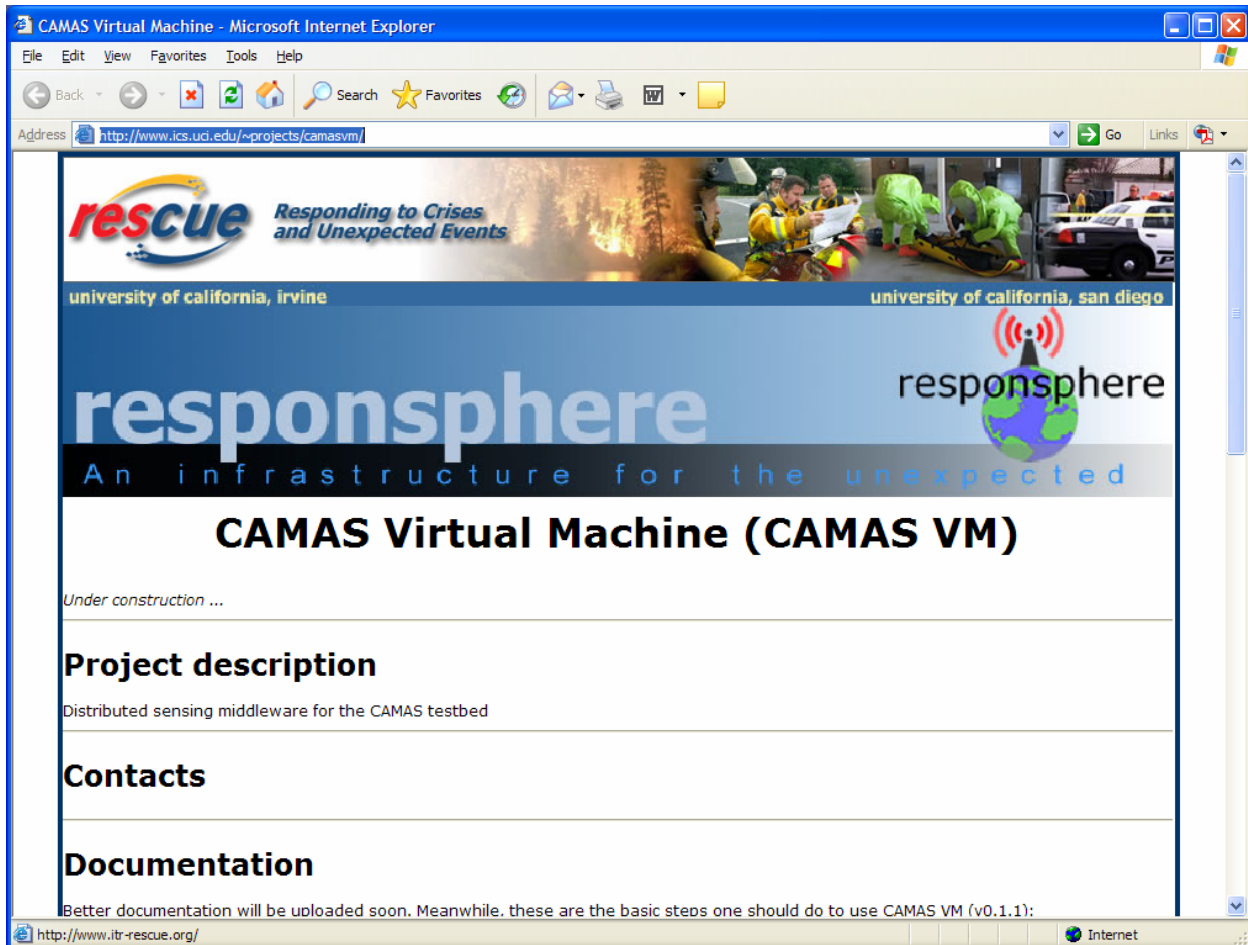 CAMAS Virtual Machine - Microsoft Internet Explorer
File Edit View Favorites Tools Help
Back Search Favorites
Address http://www.ics.uci.edu/~projects/camasvm/ Go Links
rescue Responding to Crises
and Unexpected Events
university of california, irvine university of california, san diego
responsphere
responsphere
An infrastructure for the unexpected
CAMAS Virtual Machine (CAMAS VM)
Under construction ...
Project description
Distributed sensing middleware for the CAMAS testbed
Contacts
Documentation
Better documentation will be uploaded soon. Meanwhile, these are the basic steps one should do to use CAMAS VM (v0.1.1):
http://www.itr-rescue.org/ Internet